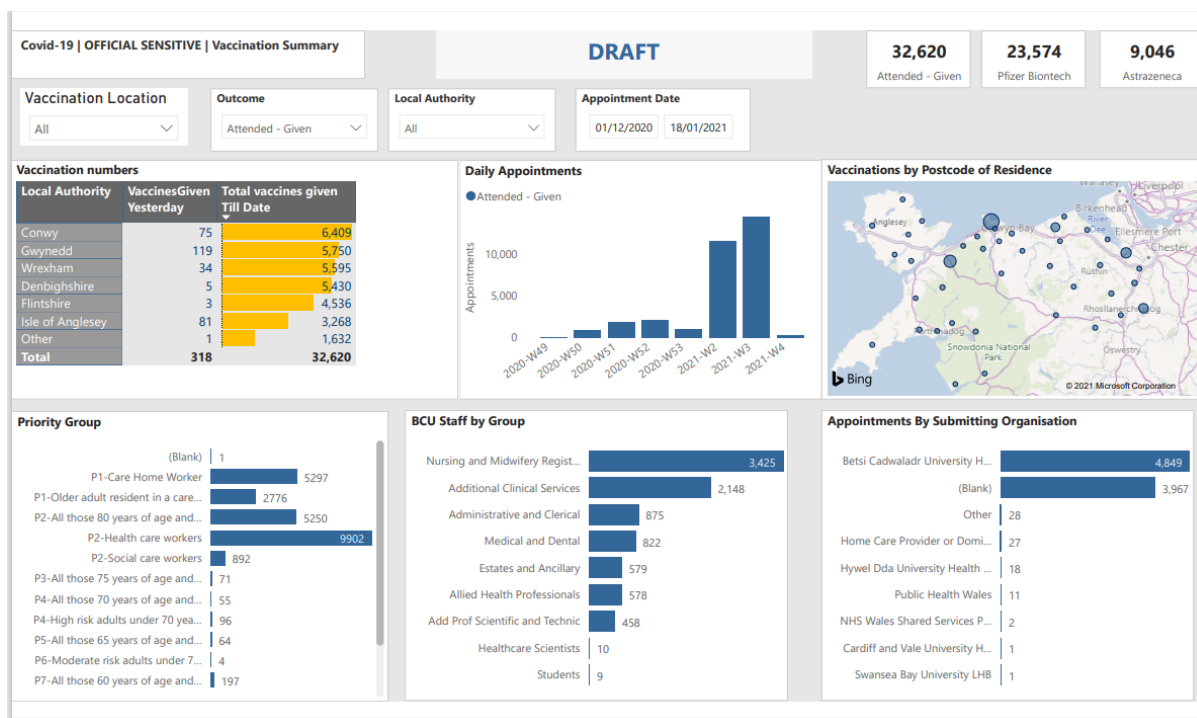 Covid-19 | OFFICIAL SENSITIVE | Vaccination Summary
DRAFT
32,620
Attended - Given
23,574
Pfizer Biontech
9,046
Astrazeneca
Vaccination Location
All
Outcome
Attended - Given
Local Authority
All
Appointment Date
01/12/2020 18/01/2021
Vaccination numbers
Local Authority VaccinesGiven Yesterday Total vaccines given Till Date
Conwy 75 6,409
Gwynedd 119 5,750
Wrexham 34 5,595
Denbighshire 5 5,430
Flintshire 3 4,536
Isle of Anglesey 81 3,268
Other 1 1,632
Total 318 32,620
Daily Appointments
Attended - Given
Appointments
10,000
5,000
0
2020-W49
2020-W50
2020-W51
2020-W52
2020-W53
2021-W2
2021-W3
2021-W4
Vaccinations by Postcode of Residence
Liverpool
Birkenhead
Anglesey
River Dee
Ellesmere Port
Chester
Ruthin
Snowdonia National Park
Oswestry
Bing
© 2021 Microsoft Corporation
Priority Group
(Blank) 1
P1-Care Home Worker 5297
P1-Older adult resident in a care... 2776
P2-All those 80 years of age and... 5250
P2-Health care workers 9902
P2-Social care workers 892
P3-All those 75 years of age and... 71
P4-All those 70 years of age and... 55
P4-High risk adults under 70 yea... 96
P5-All those 65 years of age and... 64
P6-Moderate risk adults under 7... 4
P7-All those 60 years of age and... 197
BCU Staff by Group
Nursing and Midwifery Regist... 3,425
Additional Clinical Services 2,148
Administrative and Clerical 875
Medical and Dental 822
Estates and Ancillary 579
Allied Health Professionals 578
Add Prof Scientific and Technic 458
Healthcare Scientists 10
Students 9
Appointments By Submitting Organisation
Betsi Cadwaladr University H... 4,849
(Blank) 3,967
Other 28
Home Care Provider or Domi... 27
Hywel Dda University Health ... 18
Public Health Wales 11
NHS Wales Shared Services P... 2
Cardiff and Vale University H... 1
Swansea Bay University LHB 1